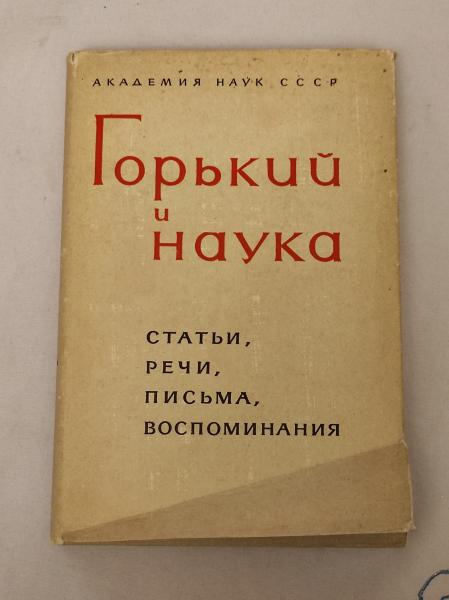 АКАДЕМИЯ НАУК СССР
Горький
и
наука
СТАТЬИ,
РЕЧИ,
ПИСЬМА,
ВОСПОМИНАНИЯ